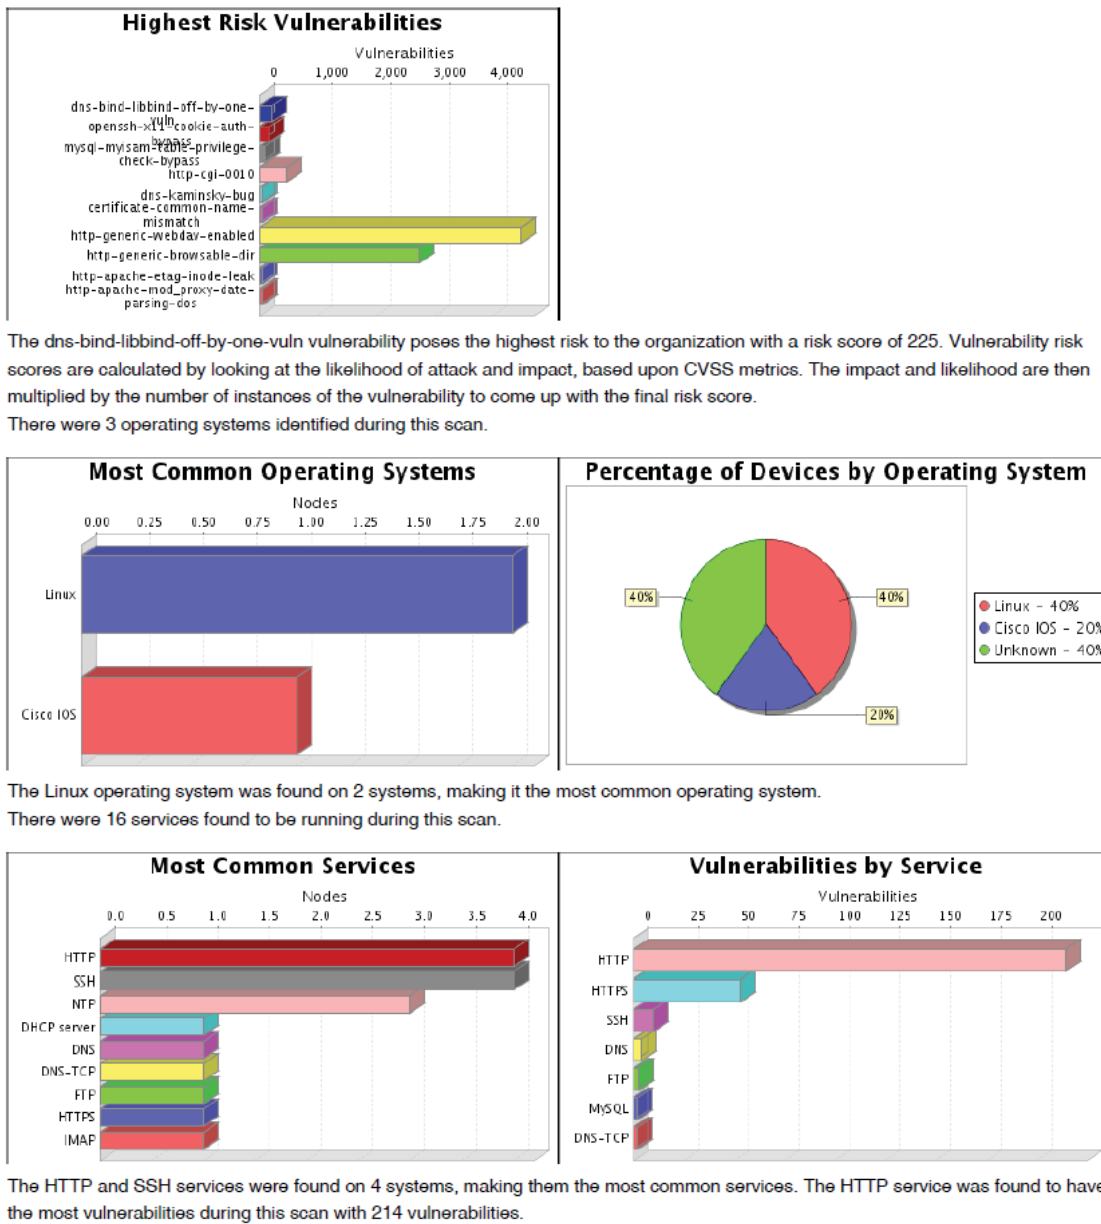 Highest Risk Vulnerabilities
Vulnerabilities
0 1,000 2,000 3,000 4,000
dns-bind-libbind-off-by-one-
vuln
openssh-x11-cookie-auth-
bypass
mysql-myisam-table-privilege-
check-bypass
http-cgi-0010
dns-kaminsky-bug
certificate-common-name-
mismatch
http-generic-webdav-enabled
http-generic-browsable-dir
http-apache-etag-inode-leak
http-apache-mod_proxy-date-
parsing-dos
The dns-bind-libbind-off-by-one-vuln vulnerability poses the highest risk to the organization with a risk score of 225. Vulnerability risk
scores are calculated by looking at the likelihood of attack and impact, based upon CVSS metrics. The impact and likelihood are then
multiplied by the number of instances of the vulnerability to come up with the final risk score.
There were 3 operating systems identified during this scan.
Most Common Operating Systems
Nodes
0.00 0.25 0.50 0.75 1.00 1.25 1.50 1.75 2.00
Linux
Cisco IOS
Percentage of Devices by Operating System
40%
40%
20%
Linux - 40%
Cisco IOS - 20%
Unknown - 40%
The Linux operating system was found on 2 systems, making it the most common operating system.
There were 16 services found to be running during this scan.
Most Common Services
Nodes
0.0 0.5 1.0 1.5 2.0 2.5 3.0 3.5 4.0
HTTP
SSH
NTP
DHCP server
DNS
DNS-TCP
FTP
HTTPS
IMAP
Vulnerabilities by Service
Vulnerabilities
0 25 50 75 100 125 150 175 200
HTTP
HTTPS
SSH
DNS
FTP
MySQL
DNS-TCP
The HTTP and SSH services were found on 4 systems, making them the most common services. The HTTP service was found to have
the most vulnerabilities during this scan with 214 vulnerabilities.